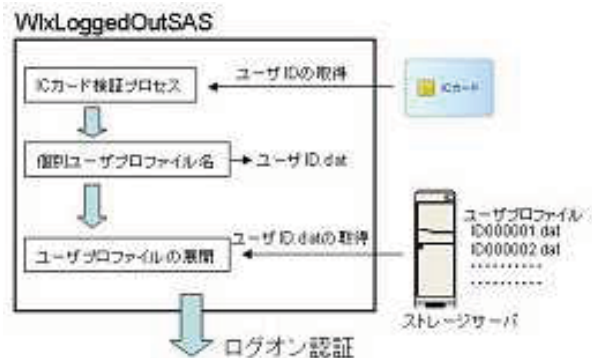 WlxLoggedOutSAS
ICカード検証プロセス
ユーザIDの取得
ICカード
個別ユーザプロファイル名
ユーザID.dat
ユーザプロファイルの展開
ユーザID.datの取得
ユーザプロファイル
ID000001.dat
ID000002.dat
..........
..........
ストレージサーバ
ログオン認証